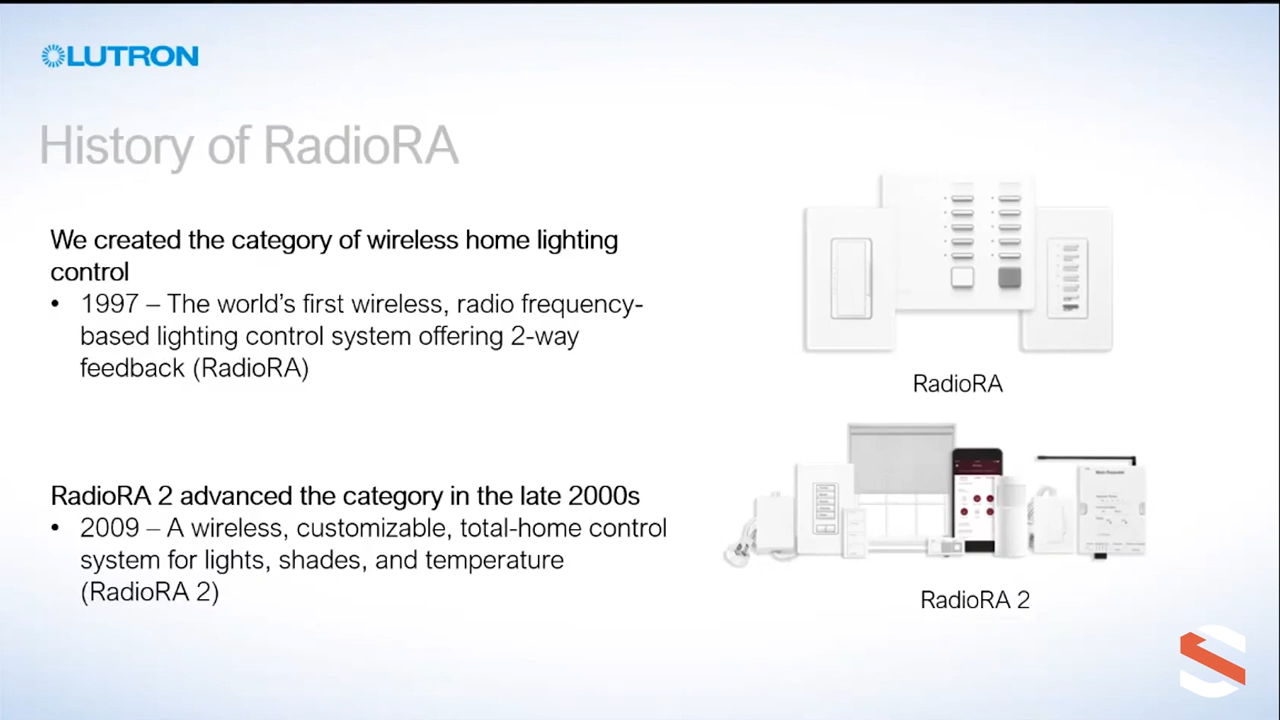 LUTRON
History of RadioRA
We created the category of wireless home lighting
control
• 1997 – The world's first wireless, radio frequency-
based lighting control system offering 2-way
feedback (RadioRA)
RadioRA
RadioRA 2 advanced the category in the late 2000s
• 2009 – A wireless, customizable, total-home control
system for lights, shades, and temperature
(RadioRA 2)
RadioRA 2